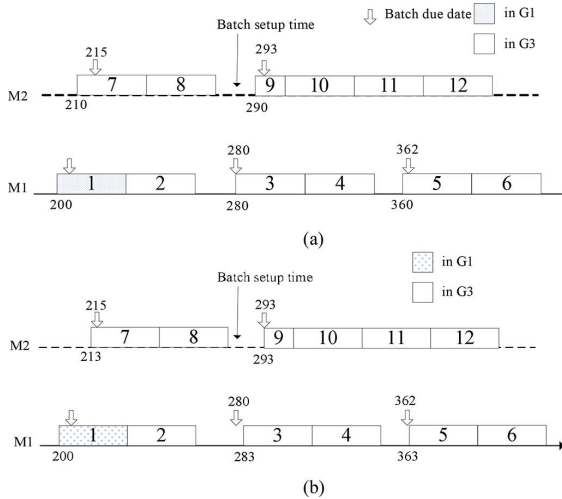 Batch setup time
Batch due date
in G1
in G3
215
293
7 8 9 10 11 12
M2
210
290
280
362
1 2 3 4 5 6
M1
200
280
360
(a)
Batch setup time
in G1
in G3
215
293
7 8 9 10 11 12
M2
213
293
280
362
1 2 3 4 5 6
M1
200
283
363
(b)